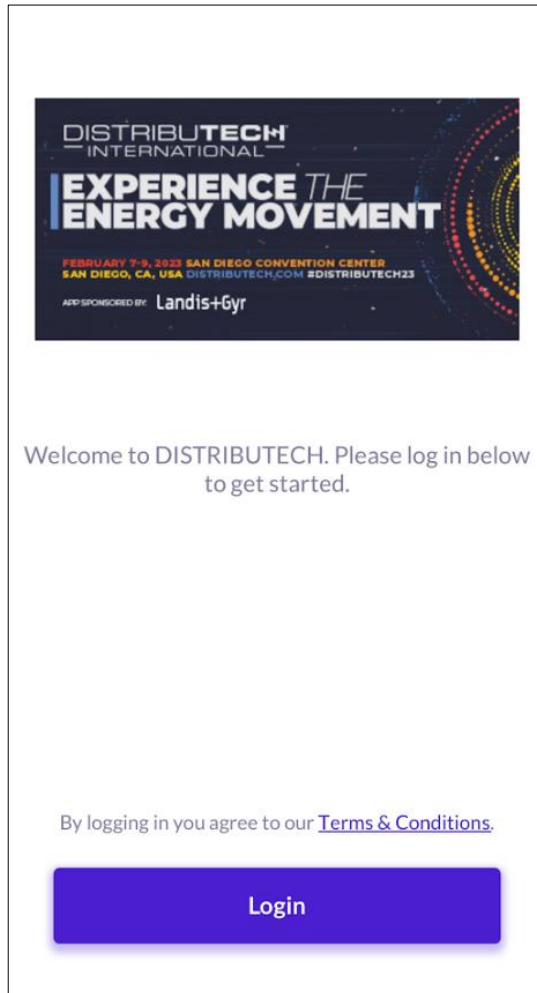 DISTRIBUTECH
INTERNATIONAL
EXPERIENCE THE
ENERGY MOVEMENT
FEBRUARY 7-9, 2023 SAN DIEGO CONVENTION CENTER
SAN DIEGO, CA, USA DISTRIBUTECH.COM #DISTRIBUTECH23
APP SPONSORED BY: Landis+Gyr
Welcome to DISTRIBUTECH. Please log in below
to get started.
By logging in you agree to our Terms & Conditions.
Login